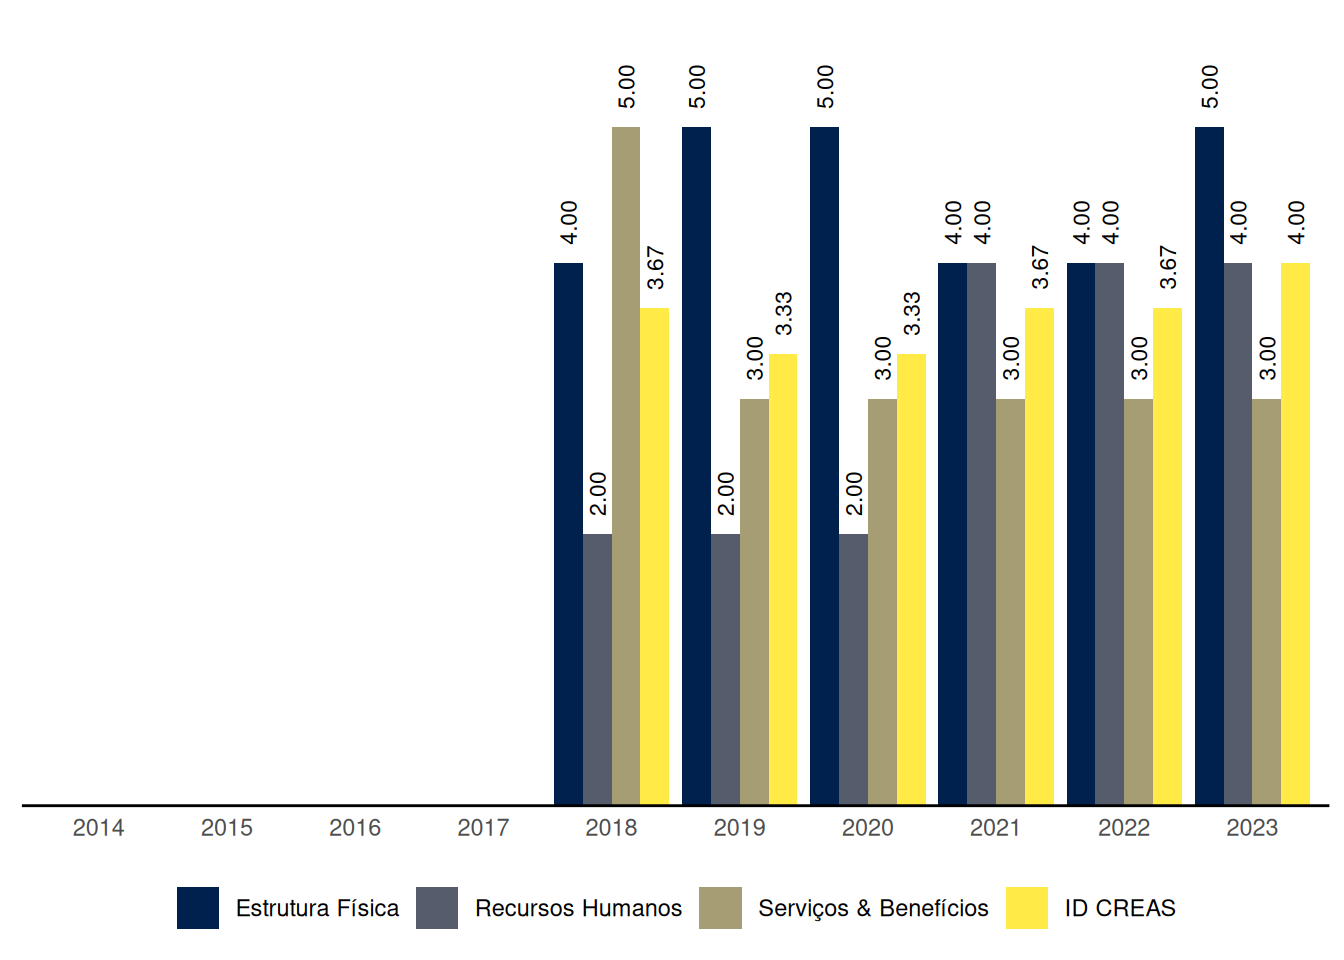 4.00 2.00 5.00 3.67 5.00 2.00 3.00 3.33 5.00 2.00 3.00 3.33 4.00 4.00 3.00 3.67 4.00 4.00 3.00 3.67 5.00 4.00 3.00 4.00
2014 2015 2016 2017 2018 2019 2020 2021 2022 2023
Estrutura Física Recursos Humanos Serviços & Benefícios ID CREAS